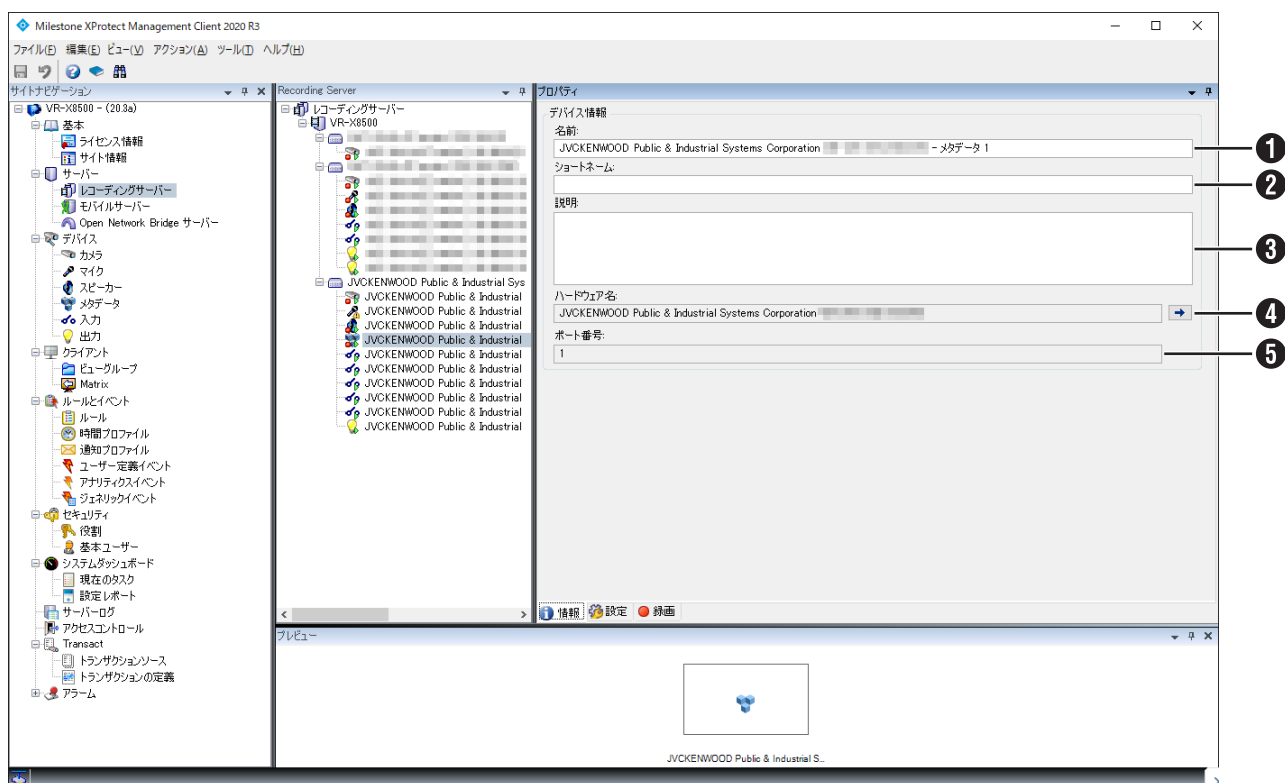 Milestone XProtect Management Client 2020 R3
ファイル(F) 編集(E) ビュー(V) アクション(A) ツール(T) ヘルプ(H)
サイトナビゲーション
VR-X8500 - (20.3a)
基本
ライセンス情報
サイト情報
サーバー
レコーディングサーバー
モバイルサーバー
Open Network Bridge サーバー
デバイス
カメラ
マイク
スピーカー
メタデータ
入力
出力
クライアント
ビューグループ
Matrix
ルールとイベント
ルール
時間プロファイル
通知プロファイル
ユーザー定義イベント
アナリティクスイベント
ジェネリックイベント
セキュリティ
役割
基本ユーザー
システムダッシュボード
現在のタスク
設定レポート
サーバーログ
アクセスコントロール
Transact
トランザクションソース
トランザクションの定義
アラーム
Recording Server
レコーディングサーバー
VR-X8500
JVCKENWOOD Public & Industrial Sys
JVCKENWOOD Public & Industrial
JVCKENWOOD Public & Industrial
JVCKENWOOD Public & Industrial
JVCKENWOOD Public & Industrial
JVCKENWOOD Public & Industrial
JVCKENWOOD Public & Industrial
JVCKENWOOD Public & Industrial
JVCKENWOOD Public & Industrial
JVCKENWOOD Public & Industrial
JVCKENWOOD Public & Industrial
プロパティ
デバイス情報
名前:
JVCKENWOOD Public & Industrial Systems Corporation - メタデータ 1
1
ショートネーム:
2
説明:
3
ハードウェア名:
JVCKENWOOD Public & Industrial Systems Corporation
4
ポート番号:
1
5
情報 設定 録画
プレビュー
JVCKENWOOD Public & Industrial S...